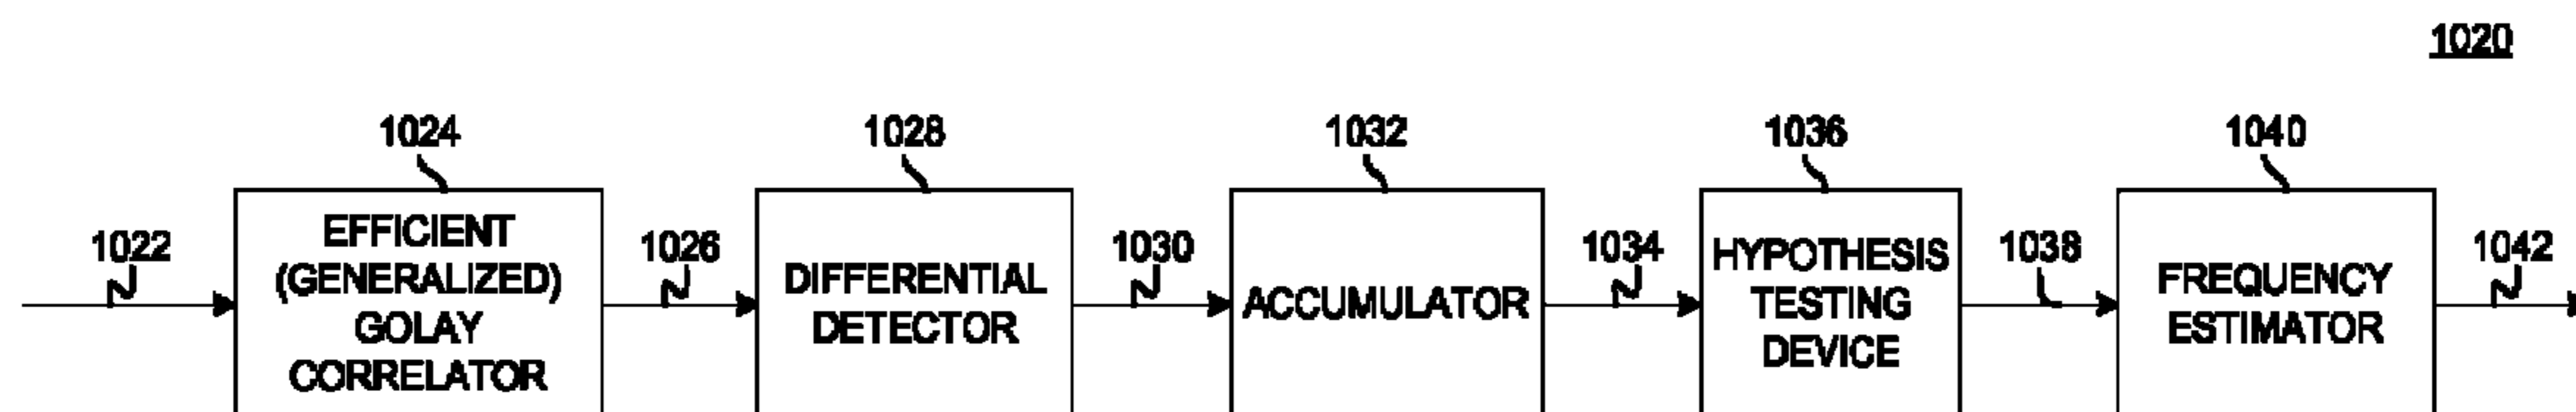 1020
1024 1028 1032 1036 1040
1022 1026 1030 1034 1038 1042
EFFICIENT
(GENERALIZED)
GOLAY
CORRELATOR
DIFFERENTIAL
DETECTOR
ACCUMULATOR
HYPOTHESIS
TESTING
DEVICE
FREQUENCY
ESTIMATOR